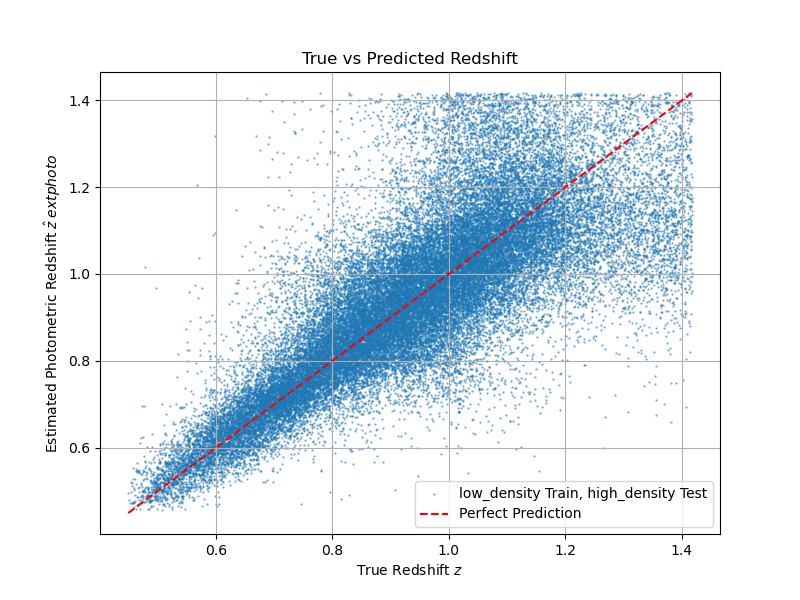 True vs Predicted Redshift
Estimated Photometric Redshift ẑ extphoto
1.4
1.2
1.0
0.8
0.6
low_density Train, high_density Test
Perfect Prediction
0.6 0.8 1.0 1.2 1.4
True Redshift z